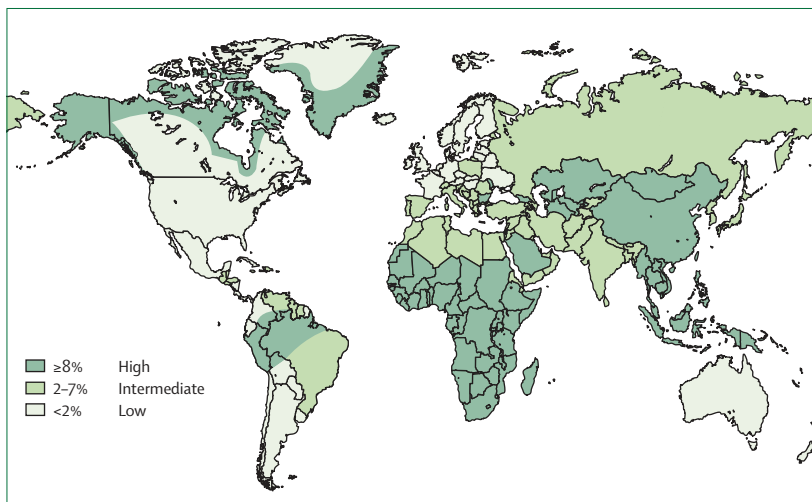 ≥8% High
2–7% Intermediate
<2% Low